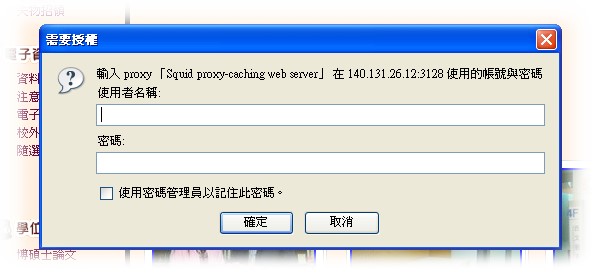 需要授權
輸入 proxy「Squid proxy-caching web server」在 140.131.26.12:3128 使用的帳號與密碼
使用者名稱:
密碼:
使用密碼管理員以記住此密碼。
確定
取消
電子資
資料
注意
電子
校外
隨選
學位
博碩士論文
4F